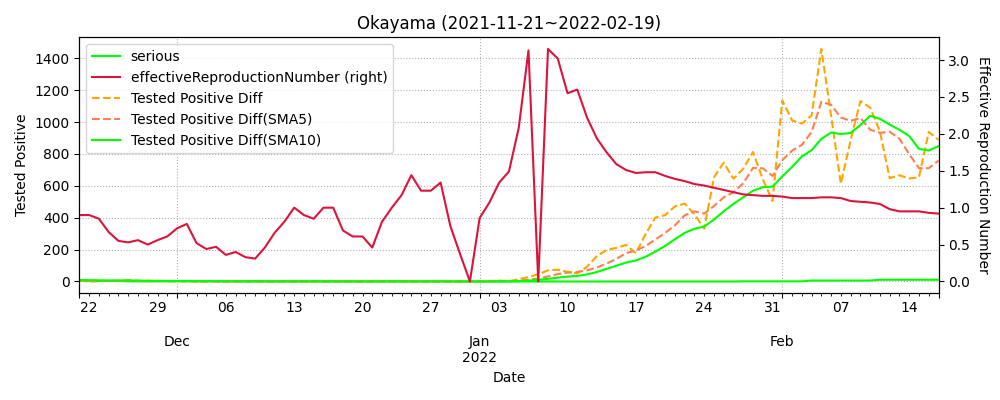 Okayama (2021-11-21~2022-02-19)
serious
effectiveReproductionNumber (right)
Tested Positive Diff
Tested Positive Diff(SMA5)
Tested Positive Diff(SMA10)
Tested Positive
1400
1200
1000
800
600
400
200
0
Effective Reproduction Number
3.0
2.5
2.0
1.5
1.0
0.5
0.0
22 29 06 13 20 27 03 10 17 24 31 07 14
Dec Jan Feb
2022
Date